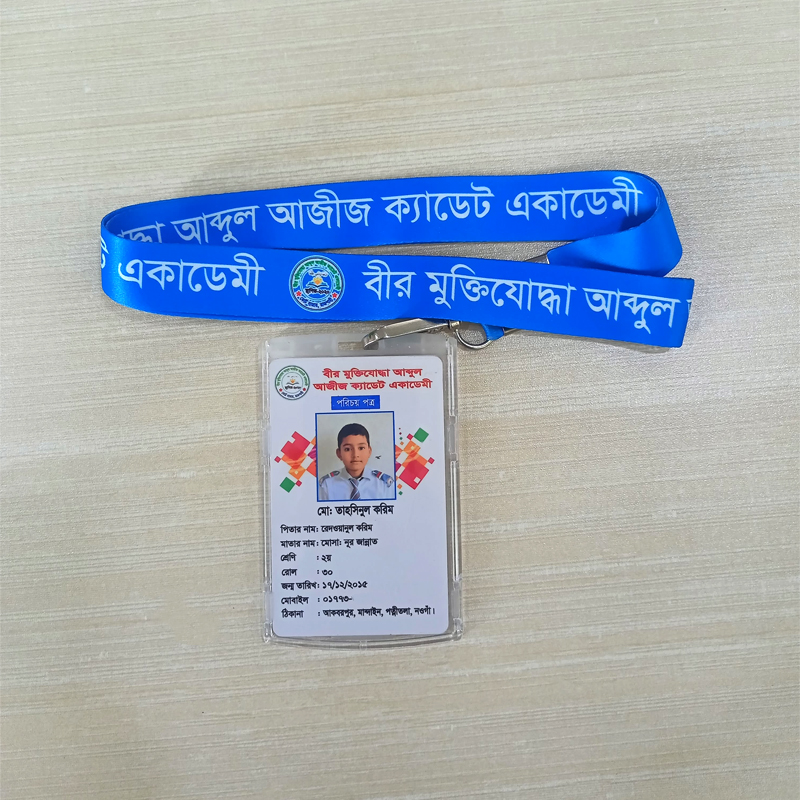 দ্ধা আব্দুল আজীজ ক্যাডেট একাডেমী
একাডেমী বীর মুক্তিযোদ্ধা আব্দুল
বীর মুক্তিযোদ্ধা আব্দুল
আজীজ ক্যাডেট একাডেমী
পরিচয় পত্র
মো: তাহসিনুল করিম
পিতার নাম: রেদওয়ানুল করিম
মাতার নাম: মোসা: নূর জান্নাত
শ্রেণি : ২য়
রোল : ৩০
জন্ম তারিখ: ১৭/১২/২০১৫
মোবাইল : ০১৭৭৩-
ঠিকানা : আকবরপুর, মান্দাইন, পত্নীতলা, নওগাঁ।